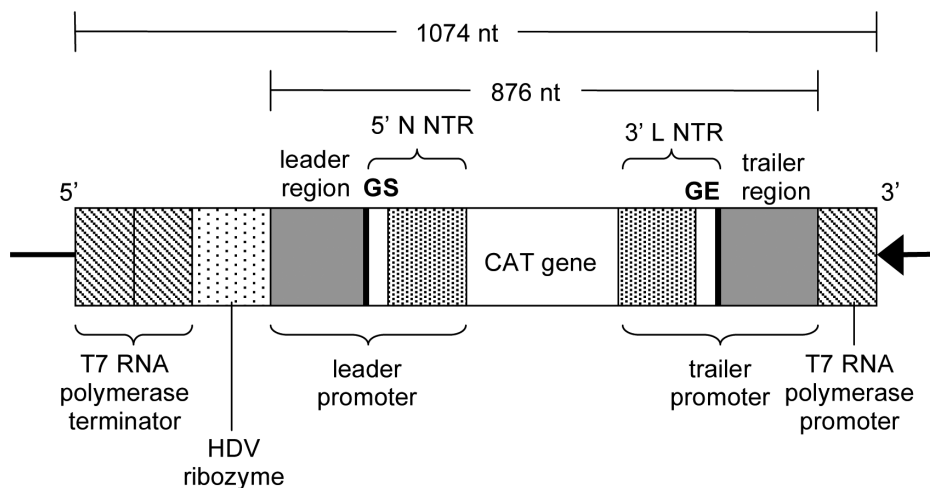 1074 nt
876 nt
5’ N NTR
3’ L NTR
leader
region
GS
GE
trailer
region
5’
3’
CAT gene
T7 RNA
polymerase
terminator
HDV
ribozyme
leader
promoter
trailer
promoter
T7 RNA
polymerase
promoter